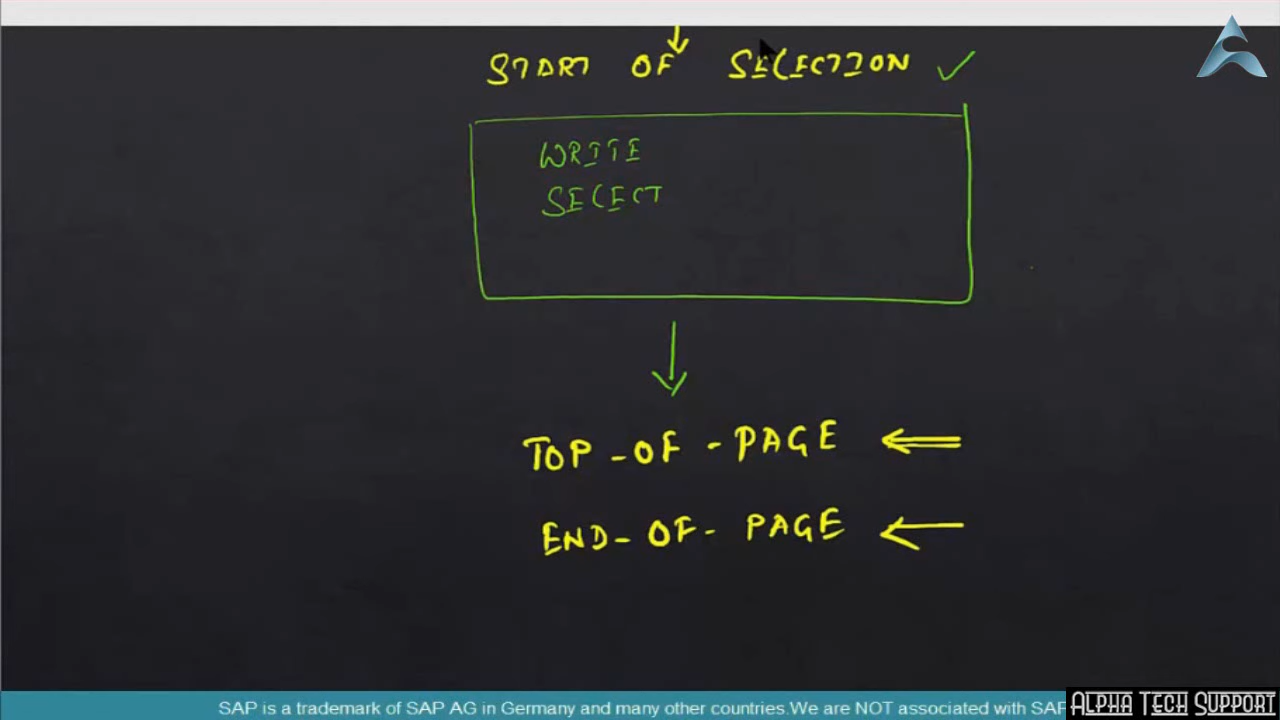 START OF SELECTION
WRITE
SELECT
TOP-OF-PAGE
END-OF-PAGE
SAP is a trademark of SAP AG in Germany and many other countries.We are NOT associated with SAP
ALPHA TECH SUPPORT